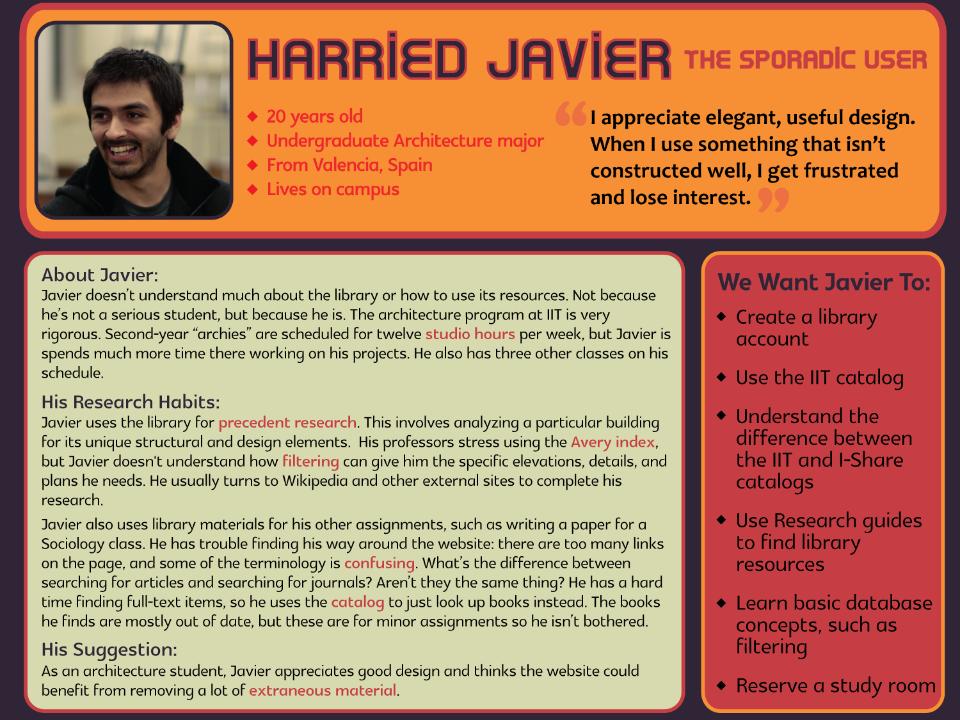 HARRIED JAVIER THE SPORADIC USER
◆ 20 years old
◆ Undergraduate Architecture major
◆ From Valencia, Spain
◆ Lives on campus
“ I appreciate elegant, useful design.
When I use something that isn’t
constructed well, I get frustrated
and lose interest. ”
About Javier:
Javier doesn’t understand much about the library or how to use its resources. Not because
he’s not a serious student, but because he is. The architecture program at IIT is very
rigorous. Second-year “archies” are scheduled for twelve studio hours per week, but Javier is
spends much more time there working on his projects. He also has three other classes on his
schedule.
His Research Habits:
Javier uses the library for precedent research. This involves analyzing a particular building
for its unique structural and design elements.  His professors stress using the Avery index,
but Javier doesn't understand how filtering can give him the specific elevations, details, and
plans he needs. He usually turns to Wikipedia and other external sites to complete his
research.
Javier also uses library materials for his other assignments, such as writing a paper for a
Sociology class. He has trouble finding his way around the website: there are too many links
on the page, and some of the terminology is confusing. What’s the difference between
searching for articles and searching for journals? Aren’t they the same thing? He has a hard
time finding full-text items, so he uses the catalog to just look up books instead. The books
he finds are mostly out of date, but these are for minor assignments so he isn’t bothered.
His Suggestion:
As an architecture student, Javier appreciates good design and thinks the website could
benefit from removing a lot of extraneous material.
We Want Javier To:
◆ Create a library
account
◆ Use the IIT catalog
◆ Understand the
difference between
the IIT and I-Share
catalogs
◆ Use Research guides
to find library
resources
◆ Learn basic database
concepts, such as
filtering
◆ Reserve a study room